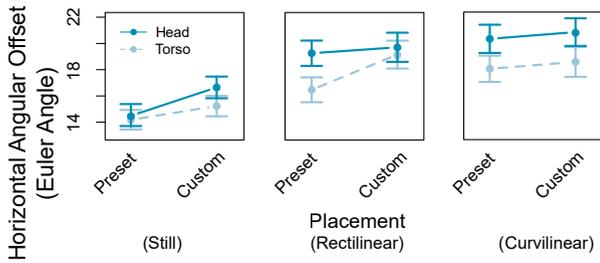 Horizontal Angular Offset
(Euler Angle)
22
18
14
Head
Torso
Preset
Custom
Preset
Custom
Preset
Custom
Placement
(Still)
(Rectilinear)
(Curvilinear)